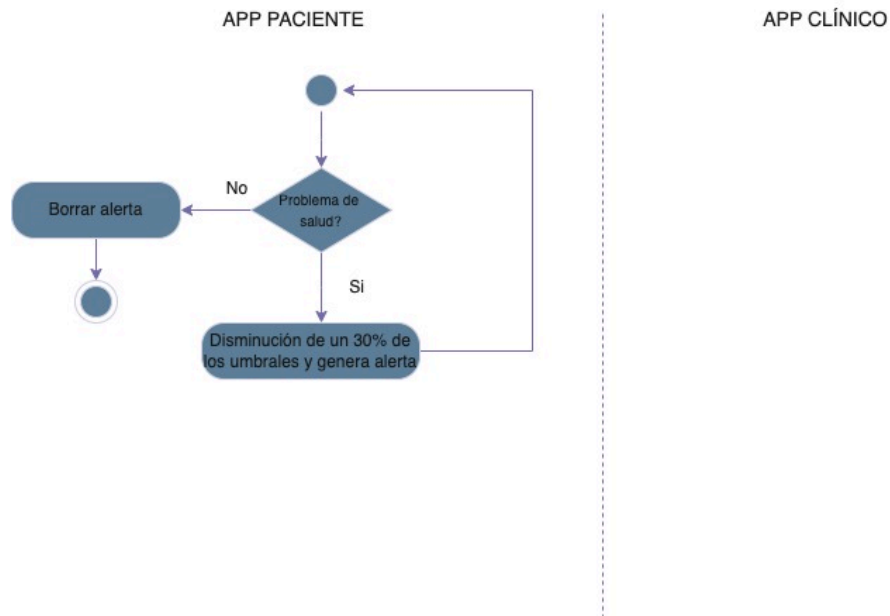 APP PACIENTE
APP CLÍNICO
No
Problema de
salud?
Borrar alerta
Si
Disminución de un 30% de
los umbrales y genera alerta